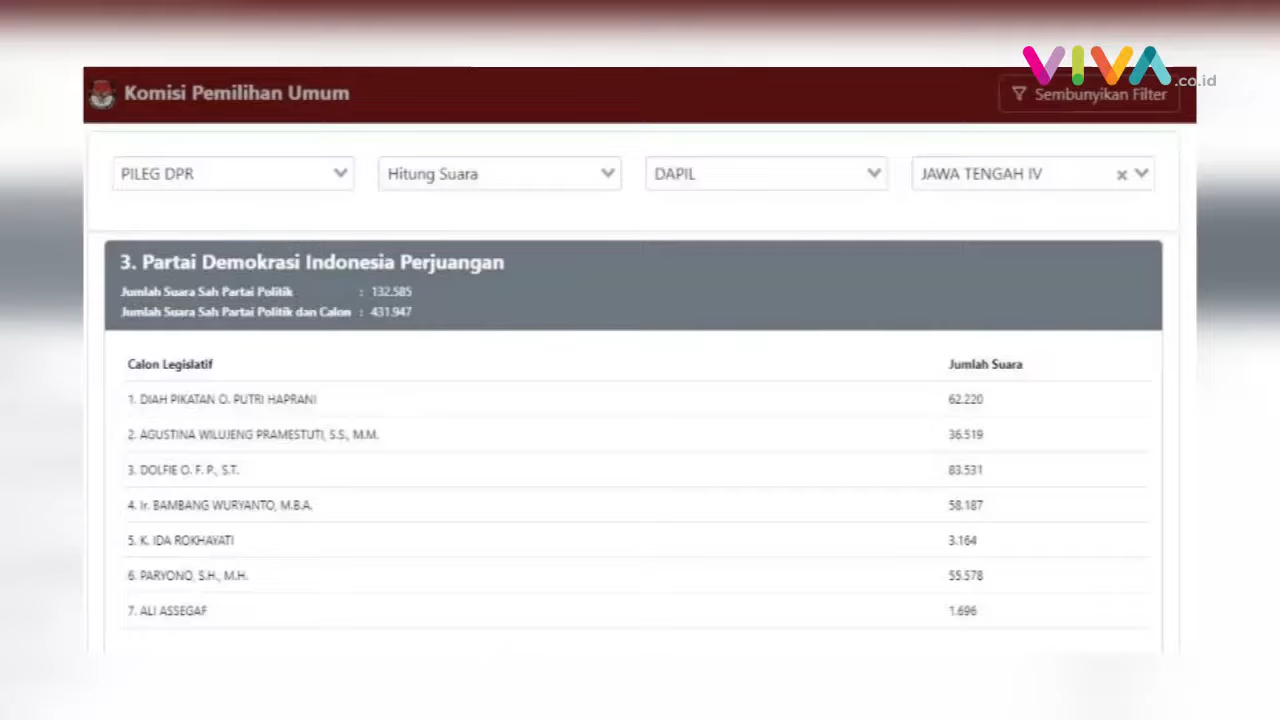 VIVA.co.id
Komisi Pemilihan Umum
Sembunyikan Filter
PILEG DPR
Hitung Suara
DAPIL
JAWA TENGAH IV
3. Partai Demokrasi Indonesia Perjuangan
Jumlah Suara Sah Partai Politik : 132.585
Jumlah Suara Sah Partai Politik dan Calon : 431.947
Calon Legislatif Jumlah Suara
1. DIAH PIKATAN O. PUTRI HAPRANI 62.220
2. AGUSTINA WILUJENG PRAMESTUTI, S.S., M.M. 36.519
3. DOLFIE O. F. P., S.T. 83.531
4. Ir. BAMBANG WURYANTO, M.B.A. 58.187
5. K. IDA ROKHAYATI 3.164
6. PARYONO, S.H., M.H. 55.578
7. ALI ASSEGAF 1.696